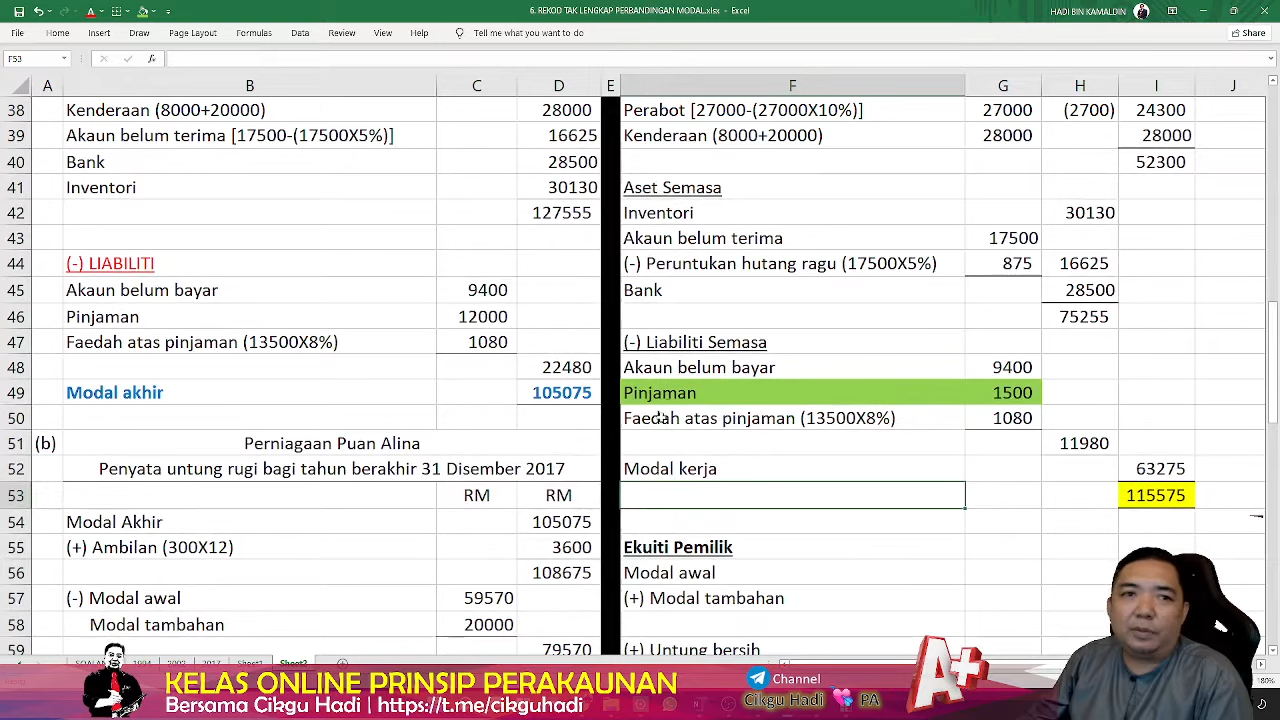 6. REKOD TAK LENGKAP PERBANDINGAN MODAL.xlsx - Excel
HADI BIN KAMALDIN
File Home Insert Draw Page Layout Formulas Data Review View Help Tell me what you want to do Share
F53 fx
A B C D E F G H I J
38 Kenderaan (8000+20000) 28000 Perabot [27000-(27000X10%)] 27000 (2700) 24300
39 Akaun belum terima [17500-(17500X5%)] 16625 Kenderaan (8000+20000) 28000 28000
40 Bank 28500 52300
41 Inventori 30130 Aset Semasa
42 127555 Inventori 30130
43 Akaun belum terima 17500
44 (-) LIABILITI (-) Peruntukan hutang ragu (17500X5%) 875 16625
45 Akaun belum bayar 9400 Bank 28500
46 Pinjaman 12000 75255
47 Faedah atas pinjaman (13500X8%) 1080 (-) Liabiliti Semasa
48 22480 Akaun belum bayar 9400
49 Modal akhir 105075 Pinjaman 1500
50 Faedah atas pinjaman (13500X8%) 1080
51 (b) Perniagaan Puan Alina 11980
52 Penyata untung rugi bagi tahun berakhir 31 Disember 2017 Modal kerja 63275
53 RM RM 115575
54 Modal Akhir 105075
55 (+) Ambilan (300X12) 3600 Ekuiti Pemilik
56 108675 Modal awal
57 (-) Modal awal 59570 (+) Modal tambahan
58 Modal tambahan 20000
59 79570 (+) Untung bersih
KELAS ONLINE PRINSIP PERAKAUNAN
Bersama Cikgu Hadi | https://t.me/cikguhadi
Channel
Cikgu Hadi PA
A+
180%